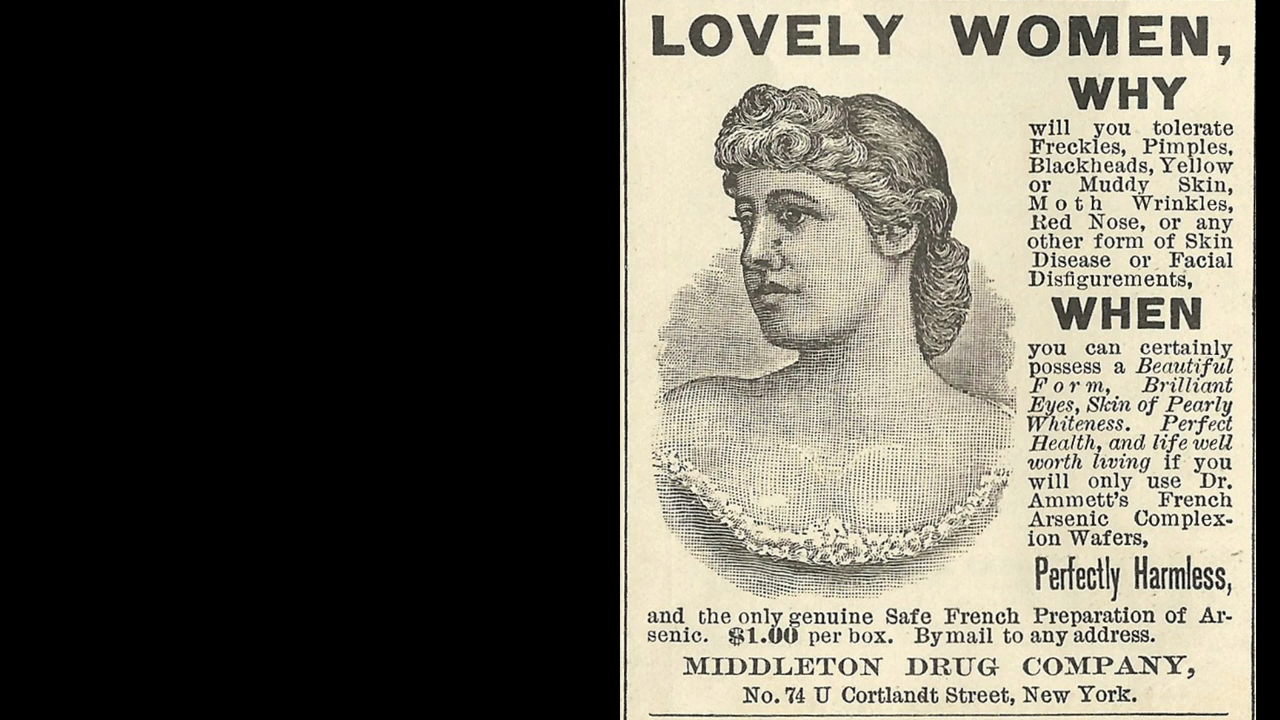 LOVELY WOMEN,
WHY
will you tolerate
Freckles, Pimples,
Blackheads, Yellow
or Muddy Skin,
Moth Wrinkles,
Red Nose, or any
other form of Skin
Disease or Facial
Disfigurements,
WHEN
you can certainly
possess a Beautiful
Form, Brilliant
Eyes, Skin of Pearly
Whiteness. Perfect
Health, and life well
worth living if you
will only use Dr.
Ammett's French
Arsenic Complex-
ion Wafers,
Perfectly Harmless,
and the only genuine Safe French Preparation of Ar-
senic. $1.00 per box. By mail to any address.
MIDDLETON DRUG COMPANY,
No. 74 U Cortlandt Street, New York.